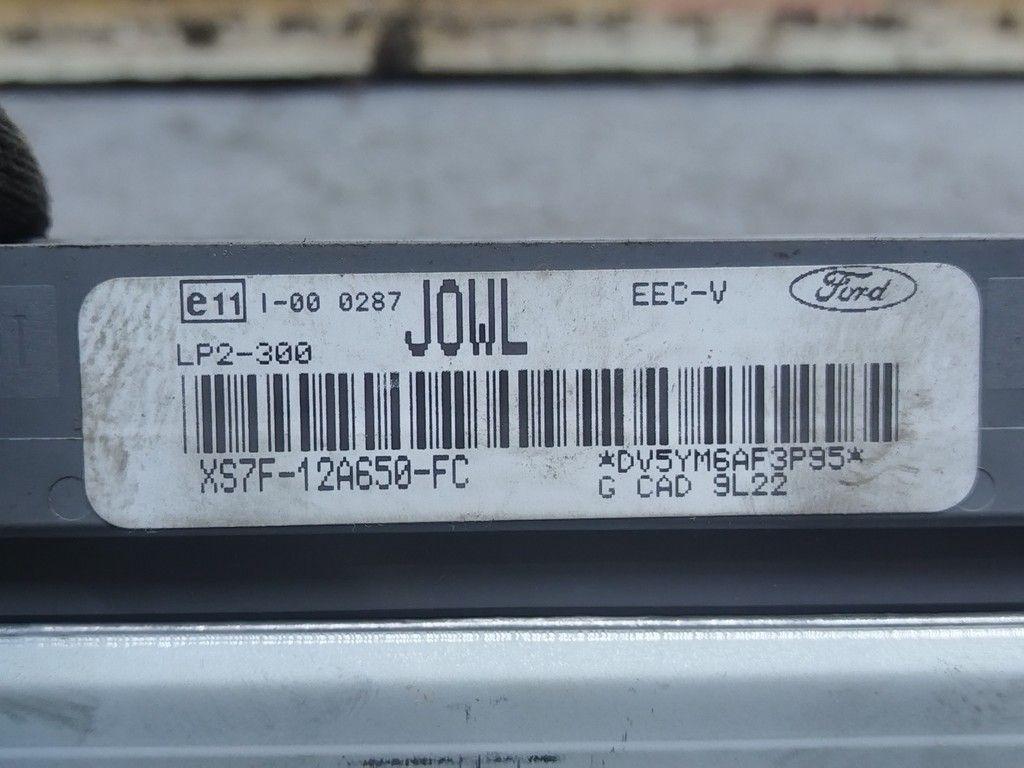 e11 I-00 0287 JOWL EEC-V Ford
LP2-300
XS7F-12A650-FC *DV5YM6AF3P95*
G CAD 9L22